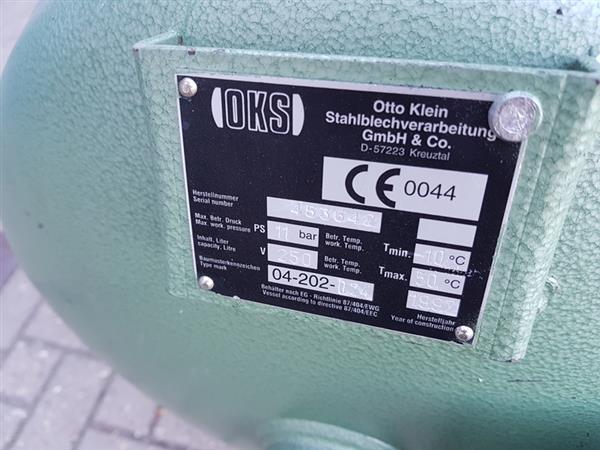 OKS
Otto Klein
Stahlblechverarbeitung
GmbH & Co.
D-57223 Kreuztal
CE 0044
Herstellnummer
Serial number
453642
Max. Betr. Druck
Max. work. pressure
PS 11 bar
Betr. Temp.
work. Temp.
Tmin. -10 °C
Inhalt, Liter
capacity, Litre
V 250
Betr. Temp.
work. Temp.
Tmax. °C
Baumusterkennzeichen
Type mark
04-202-
Behälter nach EG - Richtlinie 87/404/EWG
Vessel according to directive 87/404/EEC
Herstelljahr
Year of construction